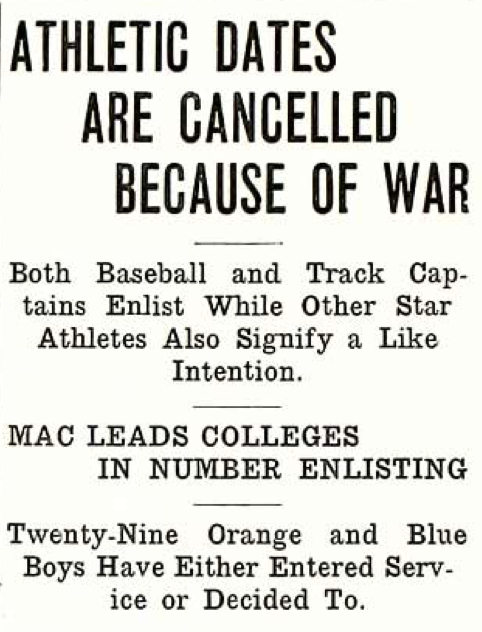 ATHLETIC DATES
ARE CANCELLED
BECAUSE OF WAR
Both Baseball and Track Cap-
tains Enlist While Other Star
Athletes Also Signify a Like
Intention.
MAC LEADS COLLEGES
IN NUMBER ENLISTING
Twenty-Nine Orange and Blue
Boys Have Either Entered Serv-
ice or Decided To.